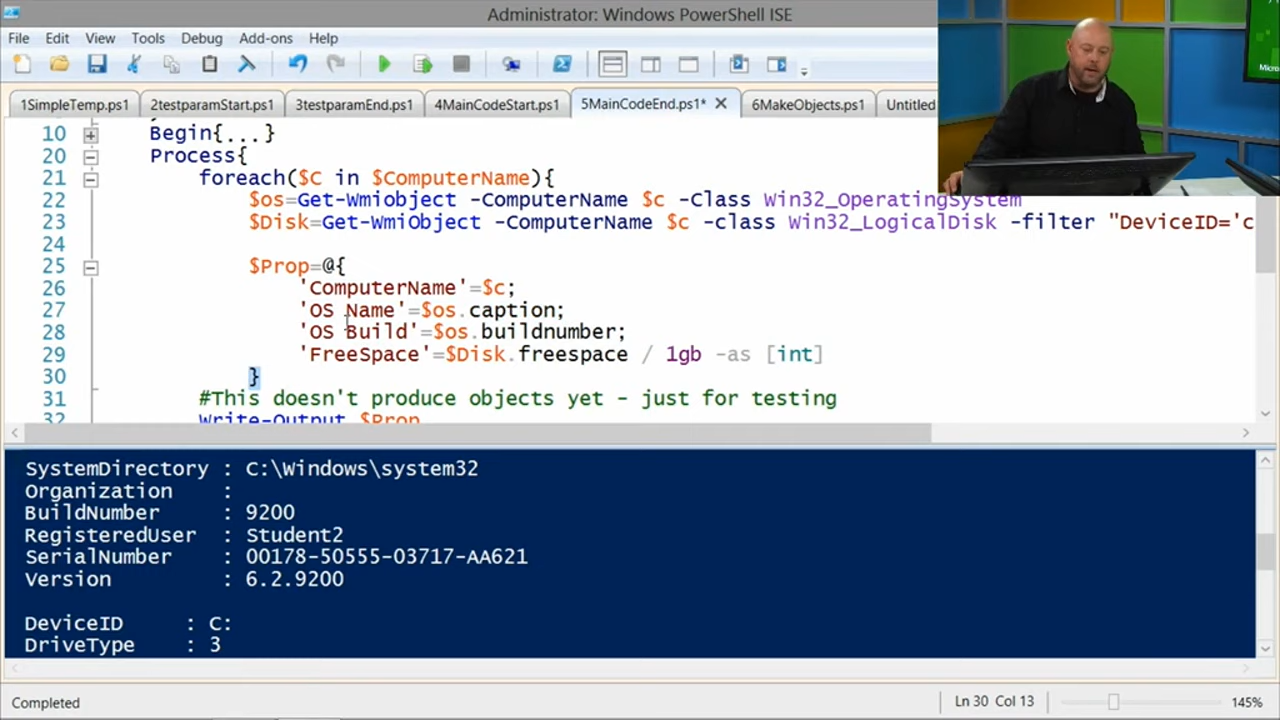 Administrator: Windows PowerShell ISE
Micro
File Edit View Tools Debug Add-ons Help
1SimpleTemp.ps1 2testparamStart.ps1 3testparamEnd.ps1 4MainCodeStart.ps1 5MainCodeEnd.ps1* X 6MakeObjects.ps1 Untitled
10 Begin{...}
20 Process{
21 foreach($C in $ComputerName){
22 $os=Get-Wmiobject -ComputerName $c -Class Win32_OperatingSystem
23 $Disk=Get-WmiObject -ComputerName $c -class Win32_LogicalDisk -filter "DeviceID='c
24
25 $Prop=@{
26 'ComputerName'=$c;
27 'OS Name'=$os.caption;
28 'OS Build'=$os.buildnumber;
29 'FreeSpace'=$Disk.freespace / 1gb -as [int]
30 }
31 #This doesn't produce objects yet - just for testing
32 Write-Output $Prop
SystemDirectory : C:\Windows\system32
Organization :
BuildNumber : 9200
RegisteredUser : Student2
SerialNumber : 00178-50555-03717-AA621
Version : 6.2.9200
DeviceID : C:
DriveType : 3
Completed Ln 30 Col 13 145%